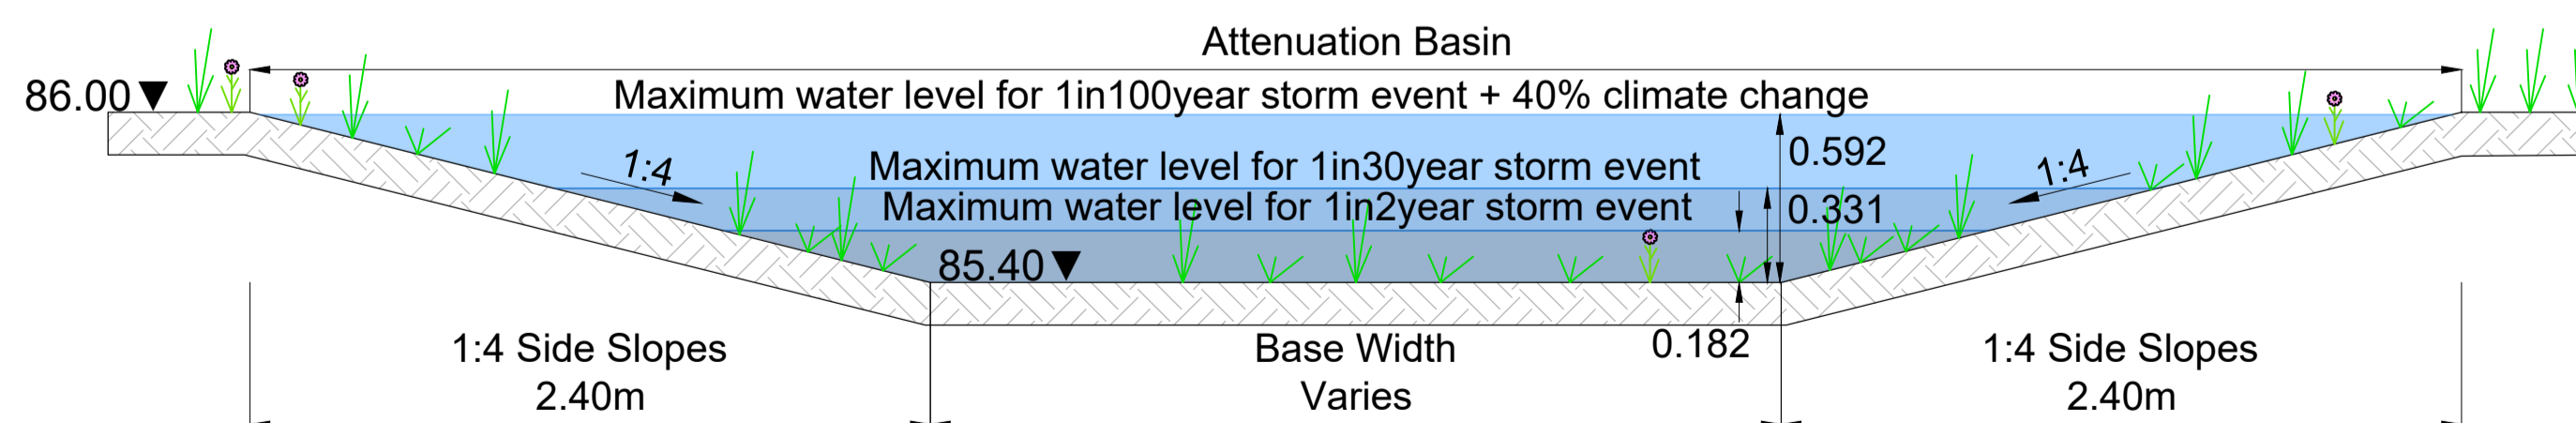 Attenuation Basin
86.00
Maximum water level for 1in100year storm event + 40% climate change
0.592
1:4
Maximum water level for 1in30year storm event
1:4
Maximum water level for 1in2year storm event
0.331
85.40
0.182
1:4 Side Slopes
2.40m
Base Width
Varies
1:4 Side Slopes
2.40m